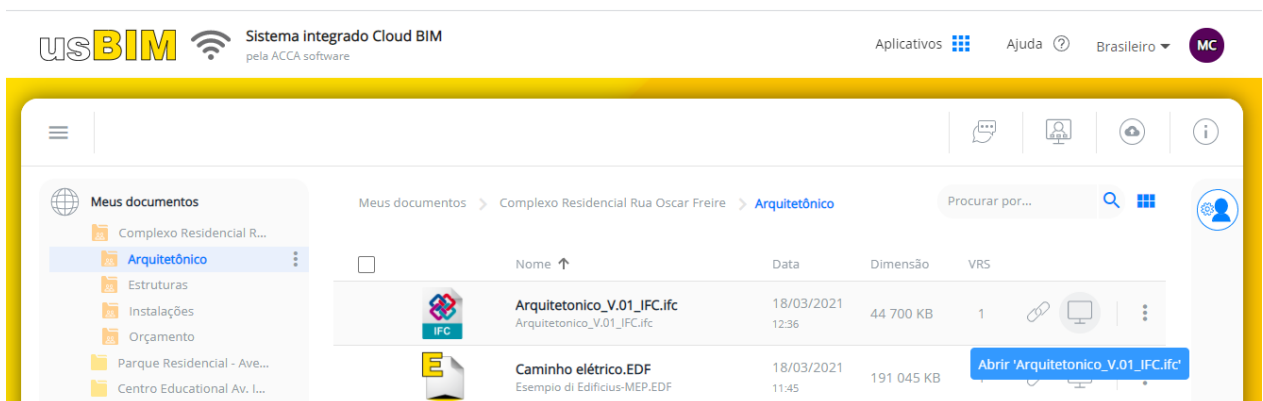 usBIM
Sistema integrado Cloud BIM
pela ACCA software
Aplicativos
Ajuda ?
Brasileiro
MC
i
Meus documentos
Complexo Residencial R...
Arquitetônico
Estruturas
Instalações
Orçamento
Parque Residencial - Ave...
Centro Educational Av. I...
Meus documentos > Complexo Residencial Rua Oscar Freire > Arquitetônico
Procurar por...
Nome ↑ Data Dimensão VRS
IFC
Arquitetonico_V.01_IFC.ifc
Arquitetonico_V.01_IFC.ifc
18/03/2021
12:36
44 700 KB
1
E
Caminho elétrico.EDF
Esempio di Edificius-MEP.EDF
18/03/2021
11:45
191 045 KB
Abrir 'Arquitetonico_V.01_IFC.ifc'